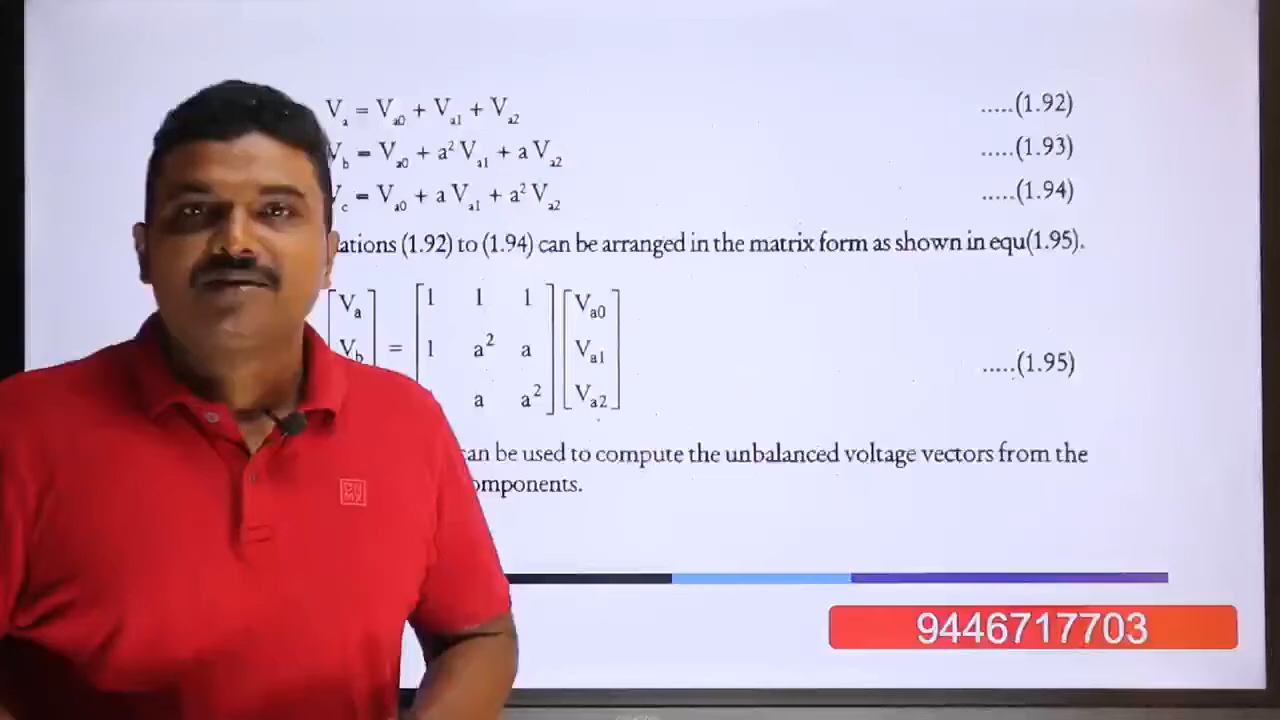 Vₐ = Vₐ₀ + Vₐ₁ + Vₐ₂ .....(1.92)
V_b = Vₐ₀ + a² Vₐ₁ + a Vₐ₂ .....(1.93)
V_c = Vₐ₀ + a Vₐ₁ + a² Vₐ₂ .....(1.94)
ations (1.92) to (1.94) can be arranged in the matrix form as shown in equ(1.95).
Vₐ 1 1 1 Vₐ₀
V_b = 1 a² a Vₐ₁ .....(1.95)
a a² Vₐ₂
can be used to compute the unbalanced voltage vectors from the
omponents.
9446717703